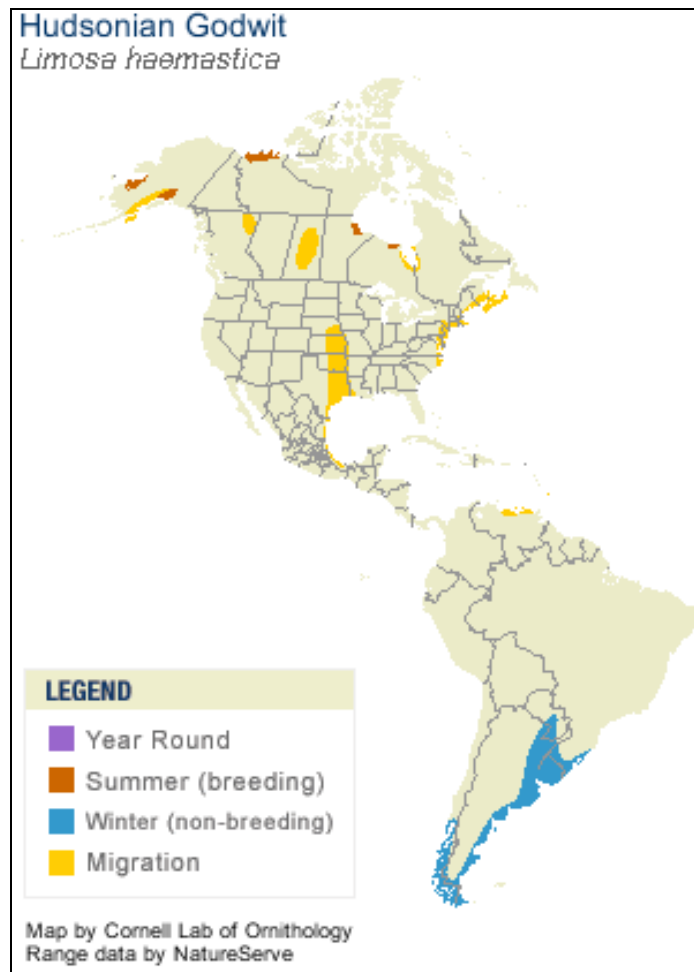 Hudsonian Godwit
Limosa haemastica
LEGEND
Year Round
Summer (breeding)
Winter (non-breeding)
Migration
Map by Cornell Lab of Ornithology
Range data by NatureServe